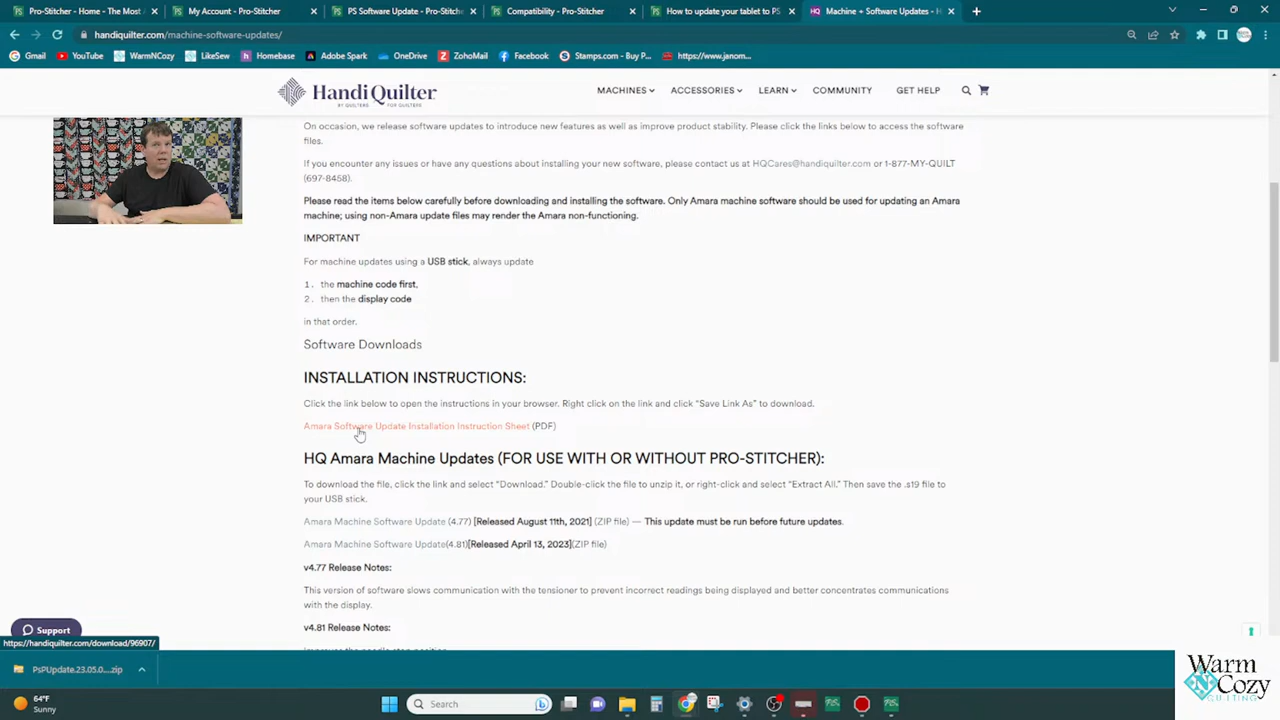 Pro-Stitcher - Home - The Most A
My Account - Pro-Stitcher
PS Software Update - Pro-Stitche
Compatibility - Pro-Stitcher
How to update your tablet to PS
Machine + Software Updates - H
handiquilter.com/machine-software-updates/
Gmail YouTube WarmNCozy LikeSew Homebase Adobe Spark OneDrive ZohoMail Facebook Stamps.com - Buy P... https://www.janom...
HandiQuilter
BY QUILTERS FOR QUILTERS
MACHINES ACCESSORIES LEARN COMMUNITY GET HELP
On occasion, we release software updates to introduce new features as well as improve product stability. Please click the links below to access the software
files.
If you encounter any issues or have any questions about installing your new software, please contact us at HQCares@handiquilter.com or 1-877-MY-QUILT
(697-8458).
Please read the items below carefully before downloading and installing the software. Only Amara machine software should be used for updating an Amara
machine; using non-Amara update files may render the Amara non-functioning.
IMPORTANT
For machine updates using a USB stick, always update
1. the machine code first,
2. then the display code
in that order.
Software Downloads
INSTALLATION INSTRUCTIONS:
Click the link below to open the instructions in your browser. Right click on the link and click “Save Link As” to download.
Amara Software Update Installation Instruction Sheet (PDF)
HQ Amara Machine Updates (FOR USE WITH OR WITHOUT PRO-STITCHER):
To download the file, click the link and select “Download.” Double-click the file to unzip it, or right-click and select “Extract All.” Then save the .s19 file to
your USB stick.
Amara Machine Software Update (4.77) [Released August 11th, 2021] (ZIP file) — This update must be run before future updates.
Amara Machine Software Update(4.81)[Released April 13, 2023](ZIP file)
v4.77 Release Notes:
This version of software slows communication with the tensioner to prevent incorrect readings being displayed and better concentrates communications
with the display.
v4.81 Release Notes:
Support
https://handiquilter.com/download/96907/
PsPUpdate.23.05.0....zip
64°F
Sunny
Search
Warm
Cozy
QUILTING